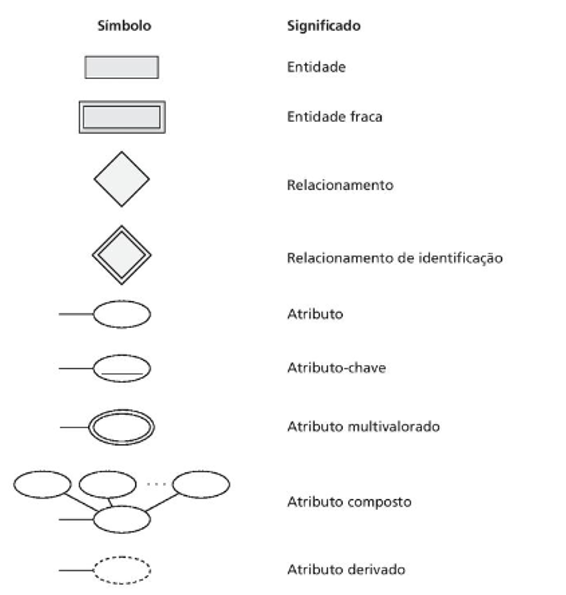 Símbolo Significado
Entidade
Entidade fraca
Relacionamento
Relacionamento de identificação
Atributo
Atributo-chave
Atributo multivalorado
Atributo composto
Atributo derivado